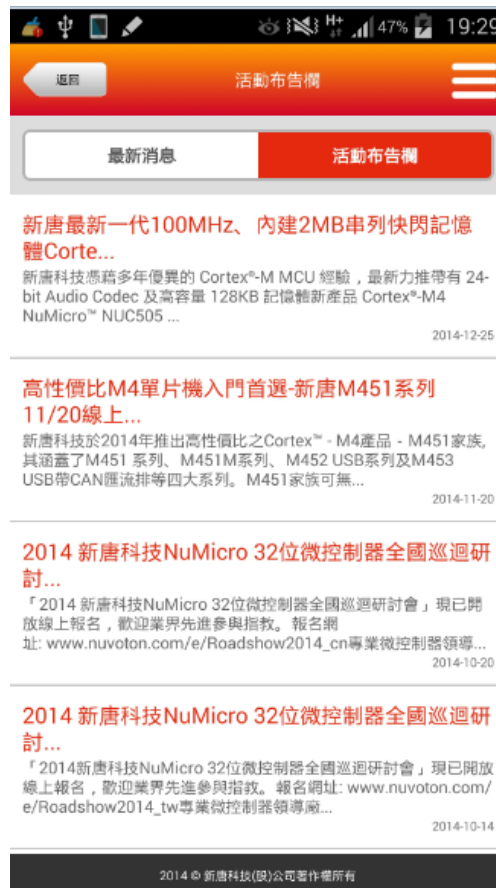 H+ 47% 19:29
返回 活動布告欄
最新消息 活動布告欄
新唐最新一代100MHz、內建2MB串列快閃記憶
體Corte...
新唐科技憑藉多年優異的 Cortex®-M MCU 經驗，最新力推帶有 24-
bit Audio Codec 及高容量 128KB 記憶體新產品 Cortex®-M4
NuMicro™ NUC505 ...
2014-12-25
高性價比M4單片機入門首選-新唐M451系列
11/20線上...
新唐科技於2014年推出高性價比之Cortex™ - M4產品 - M451家族,
其涵蓋了M451 系列、M451M系列、M452 USB系列及M453
USB帶CAN匯流排等四大系列。M451家族可無...
2014-11-20
2014 新唐科技NuMicro 32位微控制器全國巡迴研
討...
「2014 新唐科技NuMicro 32位微控制器全國巡迴研討會」現已開
放線上報名，歡迎業界先進參與指教。報名網
址: www.nuvoton.com/e/Roadshow2014_cn專業微控制器領導...
2014-10-20
2014 新唐科技NuMicro 32位微控制器全國巡迴研
討...
「2014新唐科技NuMicro 32位微控制器全國巡迴研討會」現已開放
線上報名，歡迎業界先進參與指教。報名網址: www.nuvoton.com/
e/Roadshow2014_tw專業微控制器領導廠...
2014-10-14
2014 © 新唐科技(股)公司著作權所有